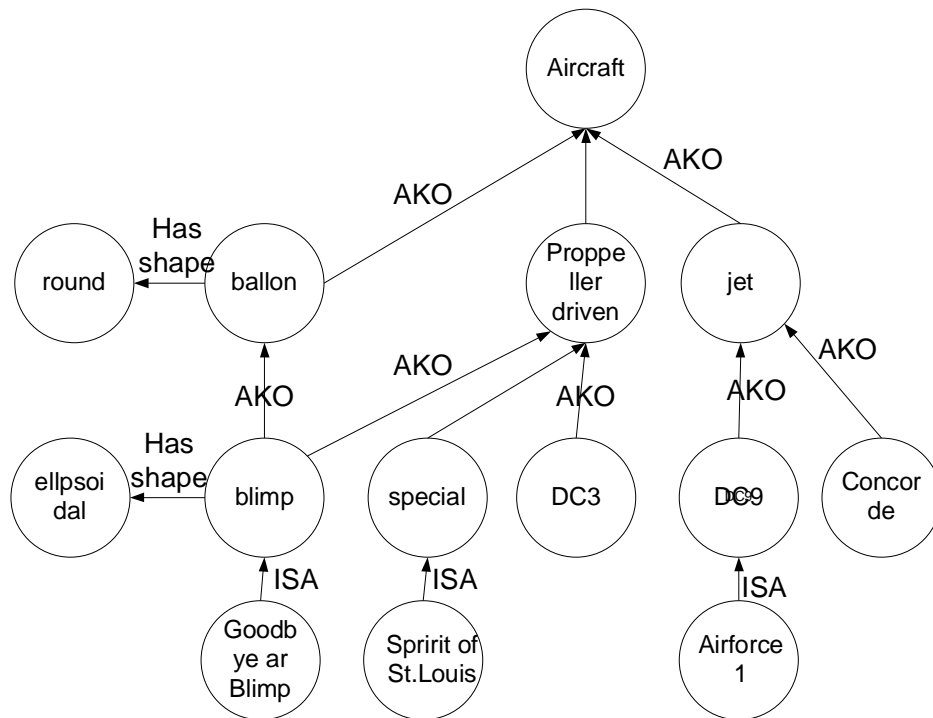 Aircraft
AKO
AKO
Has
shape
round
ballon
Proppe
ller
driven
jet
AKO
AKO
AKO
AKO
AKO
Has
shape
ellpsoi
dal
blimp
special
DC3
DC9
DC9
Concor
de
ISA
ISA
ISA
Goodb
ye ar
Blimp
Spririt of
St.Louis
Airforce
1